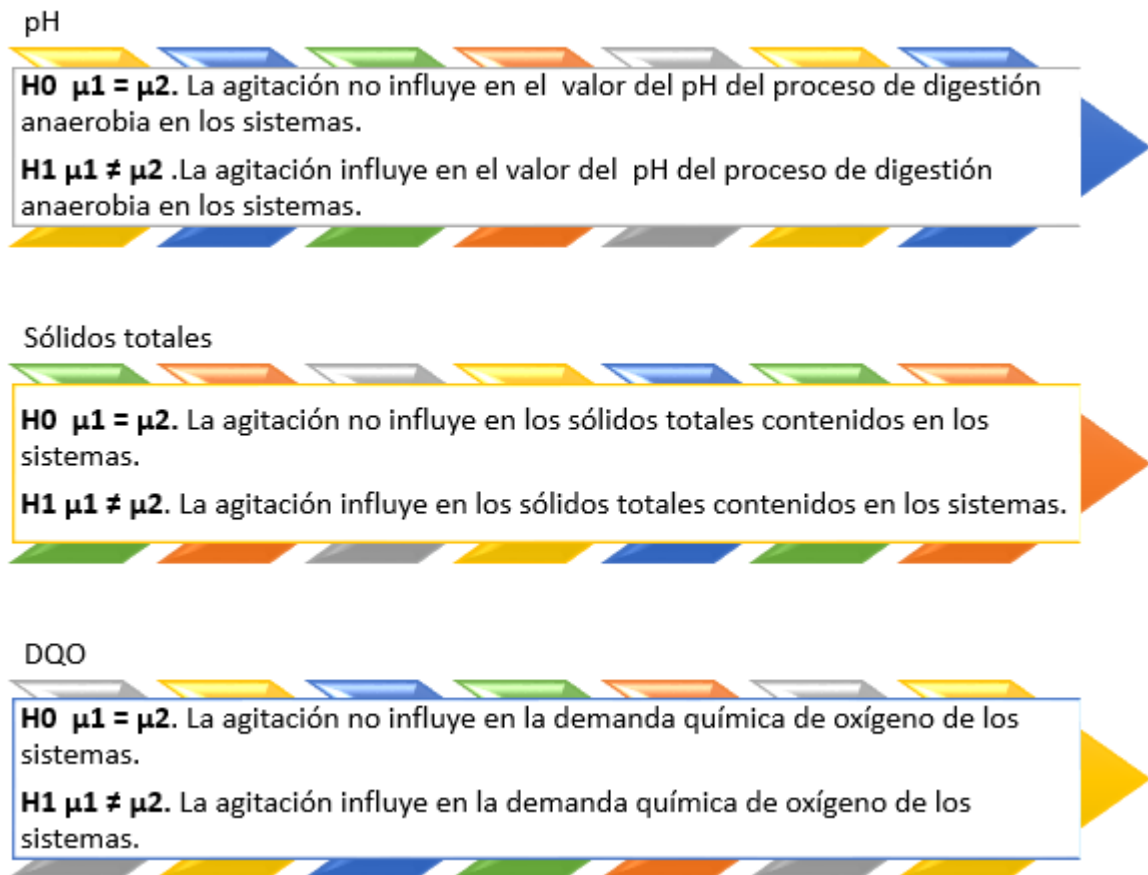 pH
H0  μ1 = μ2. La agitación no influye en el  valor del pH del proceso de digestión
anaerobia en los sistemas.
H1 μ1 ≠ μ2 .La agitación influye en el valor del  pH del proceso de digestión
anaerobia en los sistemas.
Sólidos totales
H0  μ1 = μ2. La agitación no influye en los sólidos totales contenidos en los
sistemas.
H1 μ1 ≠ μ2. La agitación influye en los sólidos totales contenidos en los sistemas.
DQO
H0  μ1 = μ2. La agitación no influye en la demanda química de oxígeno de los
sistemas.
H1 μ1 ≠ μ2. La agitación influye en la demanda química de oxígeno de los
sistemas.